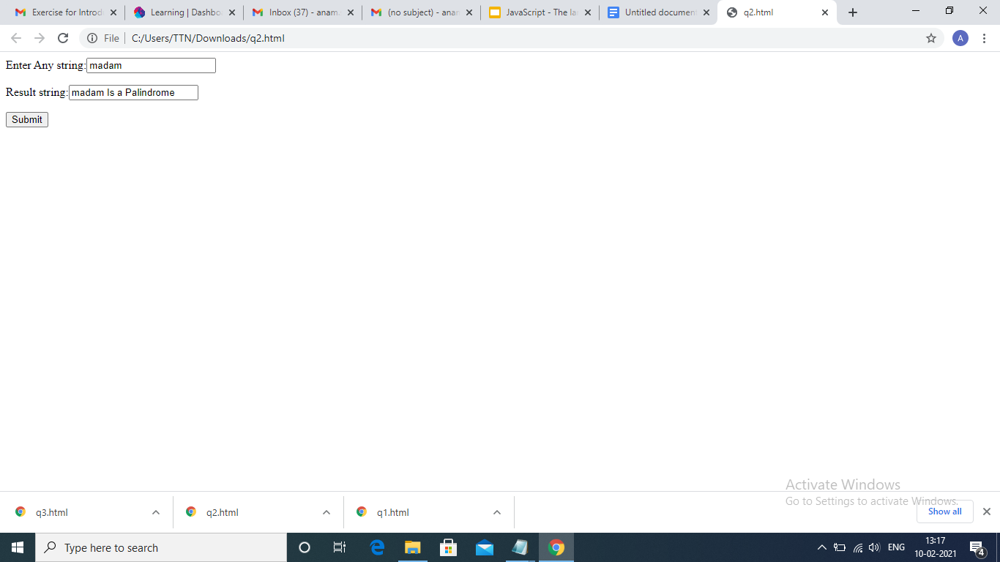 Exercise for Introd
Learning | Dashbo
Inbox (37) - anam
(no subject) - anam
JavaScript - The la
Untitled document
q2.html
File
C:/Users/TTN/Downloads/q2.html
A
Enter Any string: madam
Result string: madam Is a Palindrome
Submit
Activate Windows
Go to Settings to activate Windows.
q3.html
q2.html
q1.html
Show all
Type here to search
ENG
13:17
10-02-2021
4